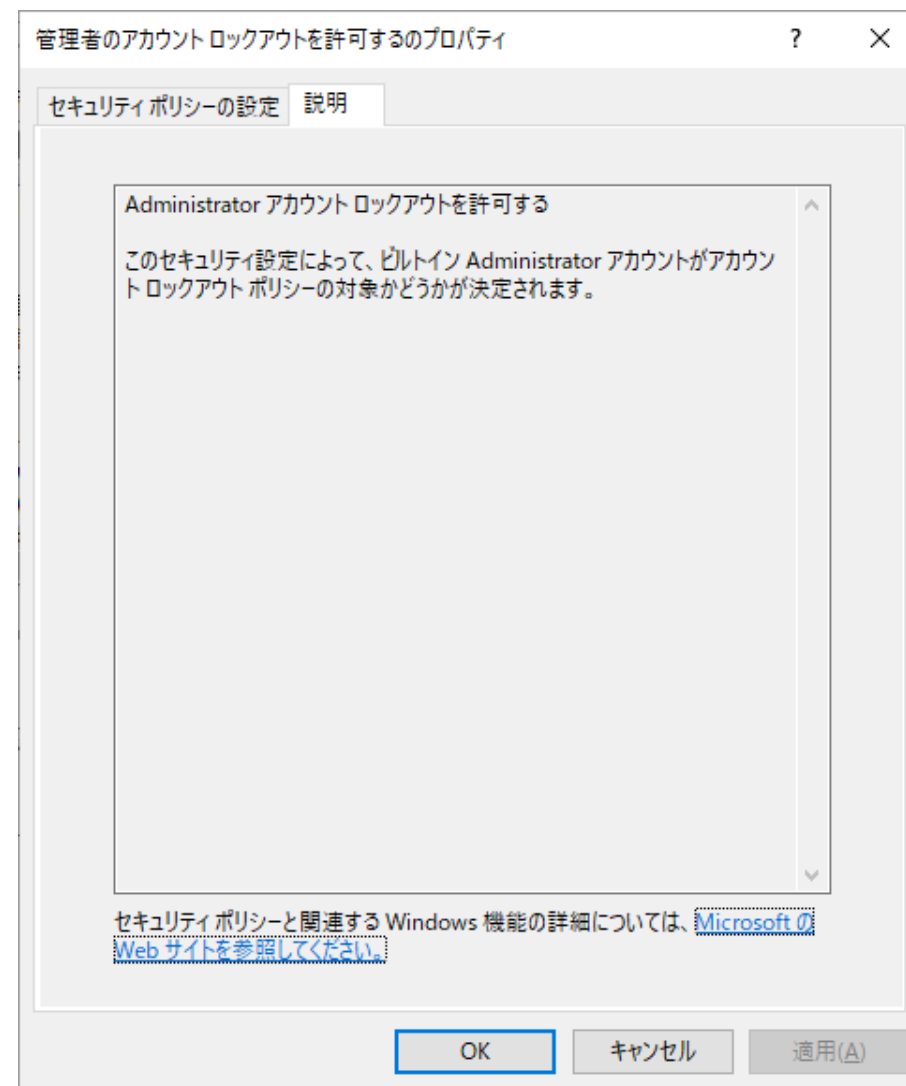 管理者のアカウント ロックアウトを許可するのプロパティ ? ×
セキュリティ ポリシーの設定 説明
Administrator アカウント ロックアウトを許可する
このセキュリティ設定によって、ビルトイン Administrator アカウントがアカウン
ト ロックアウト ポリシーの対象かどうかが決定されます。
セキュリティ ポリシーと関連する Windows 機能の詳細については、Microsoft の
Web サイトを参照してください。
OK キャンセル 適用(A)